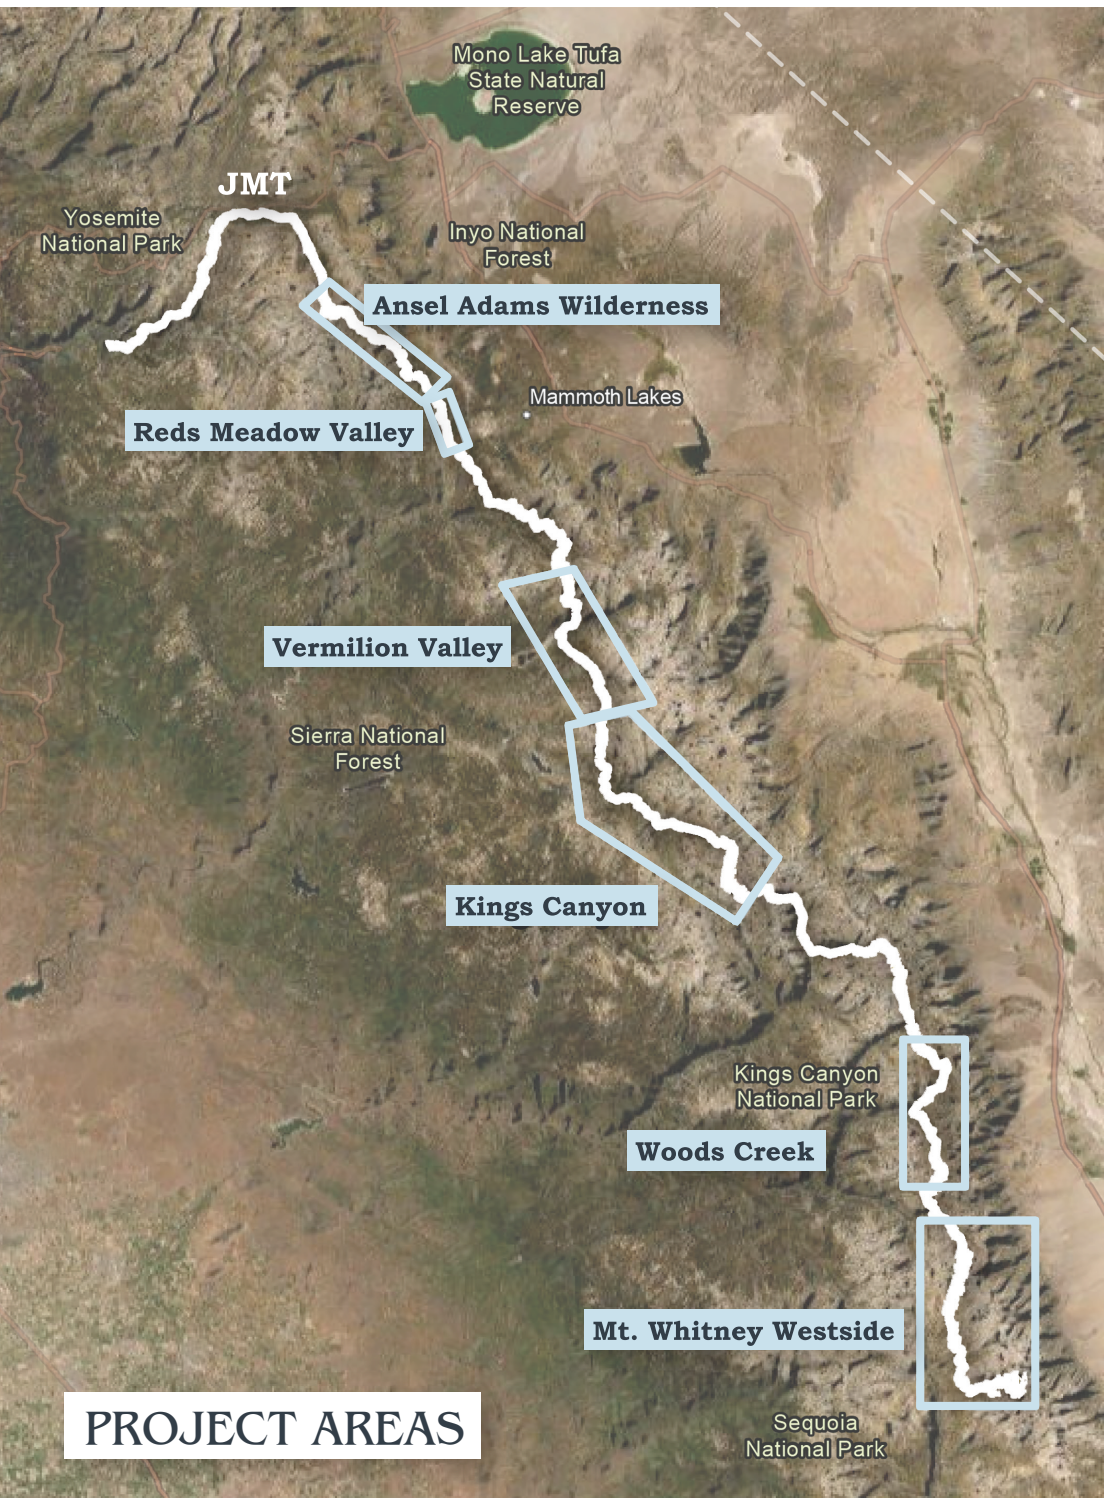 Mono Lake Tufa
State Natural
Reserve
JMT
Yosemite
National Park
Inyo National
Forest
Ansel Adams Wilderness
Mammoth Lakes
Reds Meadow Valley
Vermilion Valley
Sierra National
Forest
Kings Canyon
Kings Canyon
National Park
Woods Creek
Mt. Whitney Westside
PROJECT AREAS
Sequoia
National Park